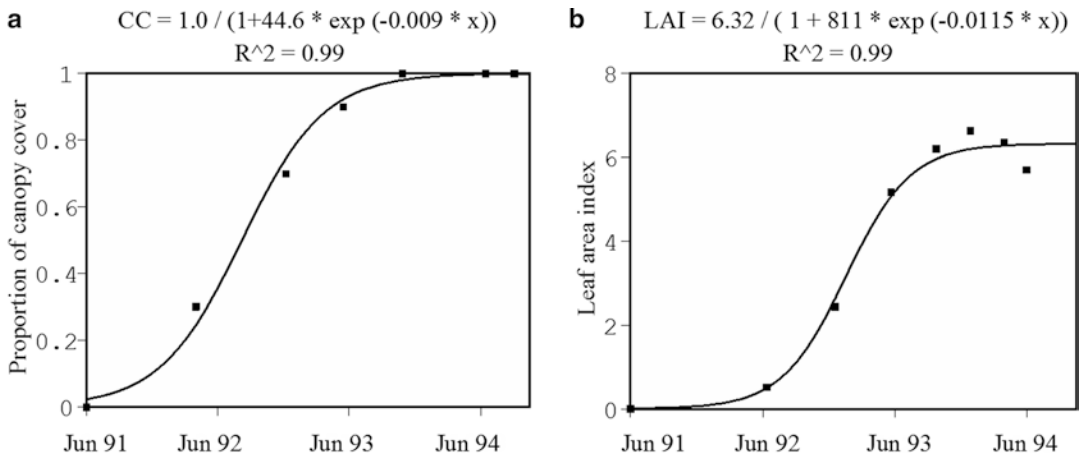 a
CC = 1.0 / (1+44.6 * exp (-0.009 * x))
R^2 = 0.99
Proportion of canopy cover
1
0.8
0.6
0.4
0.2
0
Jun 91 Jun 92 Jun 93 Jun 94
b
LAI = 6.32 / ( 1 + 811 * exp (-0.0115 * x))
R^2 = 0.99
Leaf area index
8
6
4
2
0
Jun 91 Jun 92 Jun 93 Jun 94